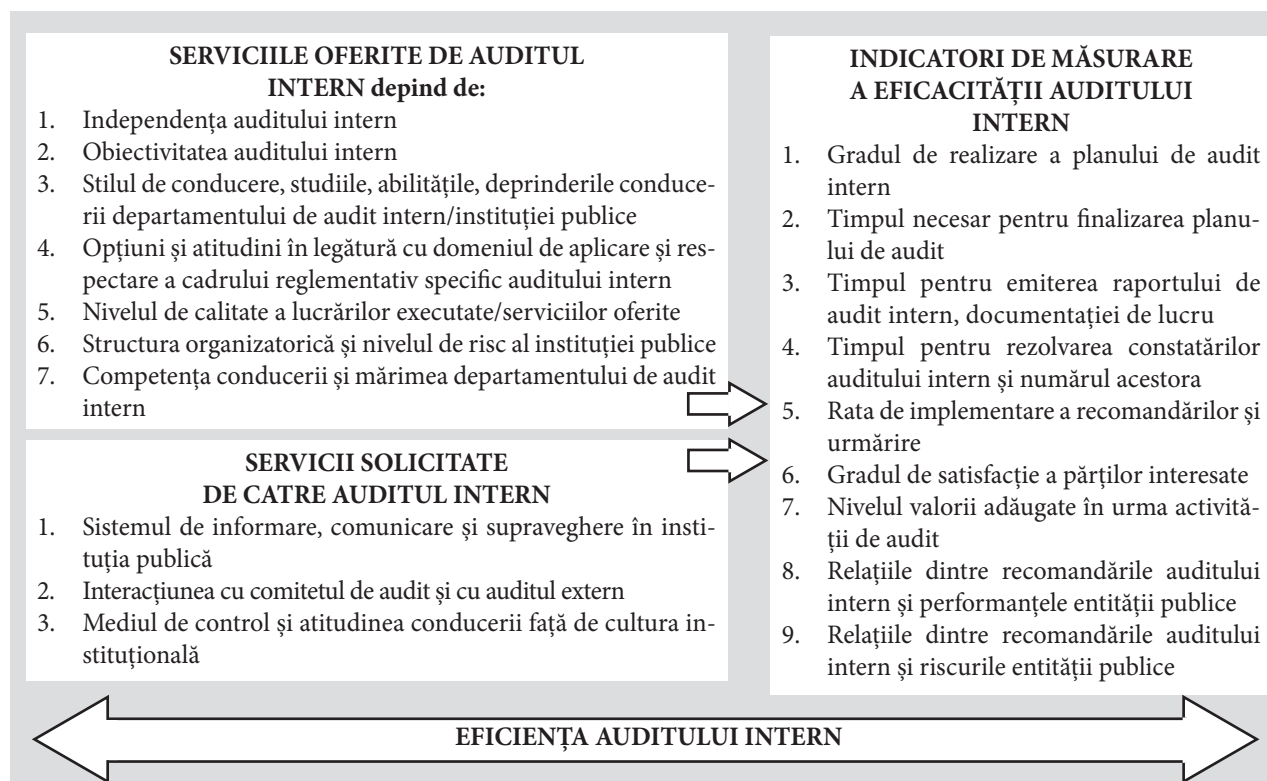 SERVICIILE OFERITE DE AUDITUL
INTERN depind de:
1. Independența auditului intern
2. Obiectivitatea auditului intern
3. Stilul de conducere, studiile, abilitățile, deprinderile conduce-
rii departamentului de audit intern/instituției publice
4. Opțiuni și atitudini în legătură cu domeniul de aplicare și res-
pectare a cadrului reglementativ specific auditului intern
5. Nivelul de calitate a lucrărilor executate/serviciilor oferite
6. Structura organizatorică și nivelul de risc al instituției publice
7. Competența conducerii și mărimea departamentului de audit
intern
SERVICII SOLICITATE
DE CATRE AUDITUL INTERN
1. Sistemul de informare, comunicare și supraveghere în insti-
tuția publică
2. Interacțiunea cu comitetul de audit și cu auditul extern
3. Mediul de control și atitudinea conducerii față de cultura in-
stituțională
INDICATORI DE MĂSURARE
A EFICACITĂȚII AUDITULUI
INTERN
1. Gradul de realizare a planului de audit
intern
2. Timpul necesar pentru finalizarea planu-
lui de audit
3. Timpul pentru emiterea raportului de
audit intern, documentației de lucru
4. Timpul pentru rezolvarea constatărilor
auditului intern și numărul acestora
5. Rata de implementare a recomandărilor și
urmărire
6. Gradul de satisfacție a părților interesate
7. Nivelul valorii adăugate în urma activită-
ții de audit
8. Relațiile dintre recomandările auditului
intern și performanțele entității publice
9. Relațiile dintre recomandările auditului
intern și riscurile entității publice
EFICIENȚA AUDITULUI INTERN